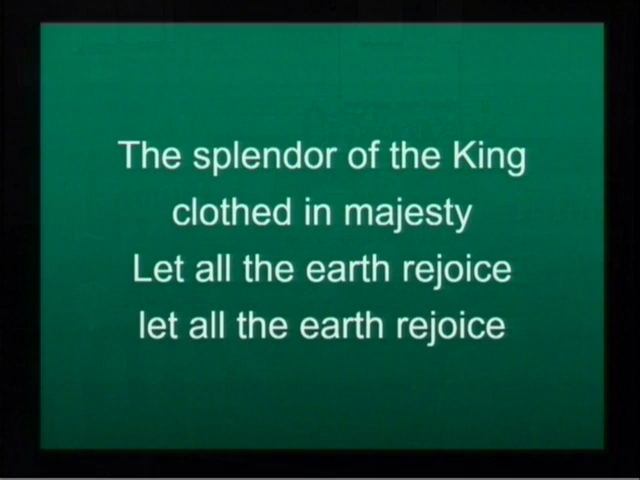 The splendor of the King
clothed in majesty
Let all the earth rejoice
let all the earth rejoice